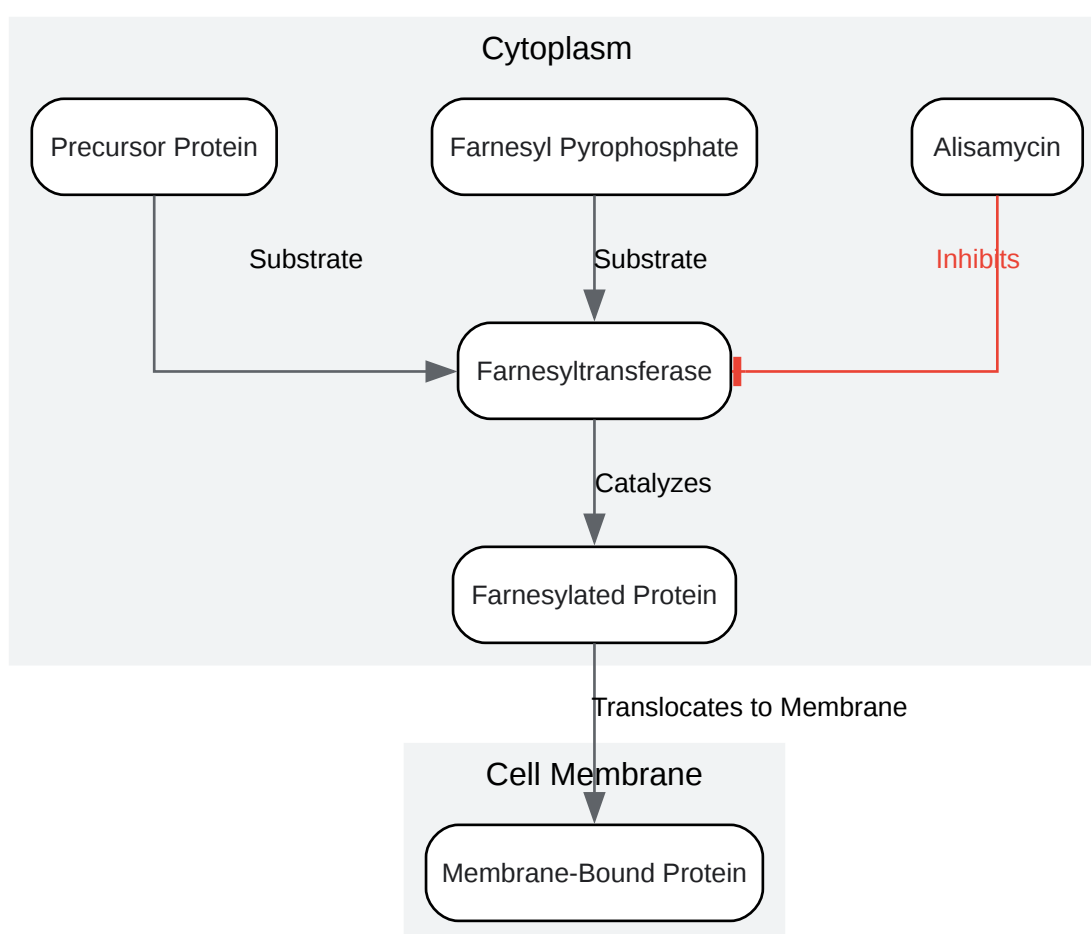 Cytoplasm
Precursor Protein
Farnesyl Pyrophosphate
Alisamycin
Substrate
Substrate
Inhibits
Farnesyltransferase
Catalyzes
Farnesylated Protein
Translocates to Membrane
Cell Membrane
Membrane-Bound Protein